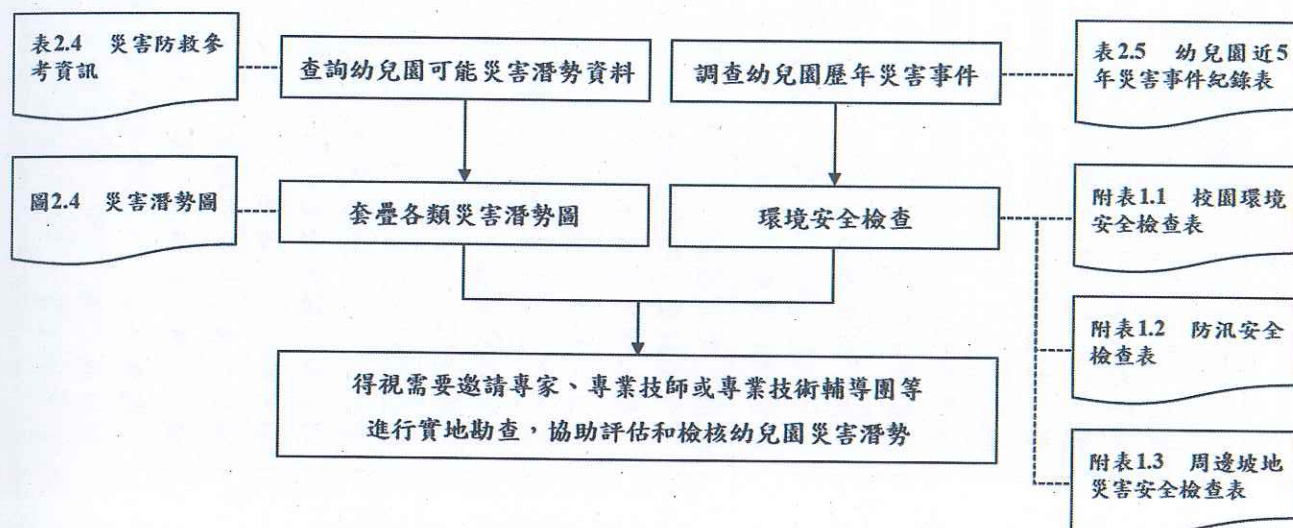 表2.4 災害防救參
考資訊
查詢幼兒園可能災害潛勢資料
調查幼兒園歷年災害事件
表2.5 幼兒園近5
年災害事件紀錄表
圖2.4 災害潛勢圖
套疊各類災害潛勢圖
環境安全檢查
附表1.1 校園環境
安全檢查表
附表1.2 防汛安全
檢查表
得視需要邀請專家、專業技師或專業技術輔導團等
進行實地勘查，協助評估和檢核幼兒園災害潛勢
附表1.3 周邊坡地
災害安全檢查表